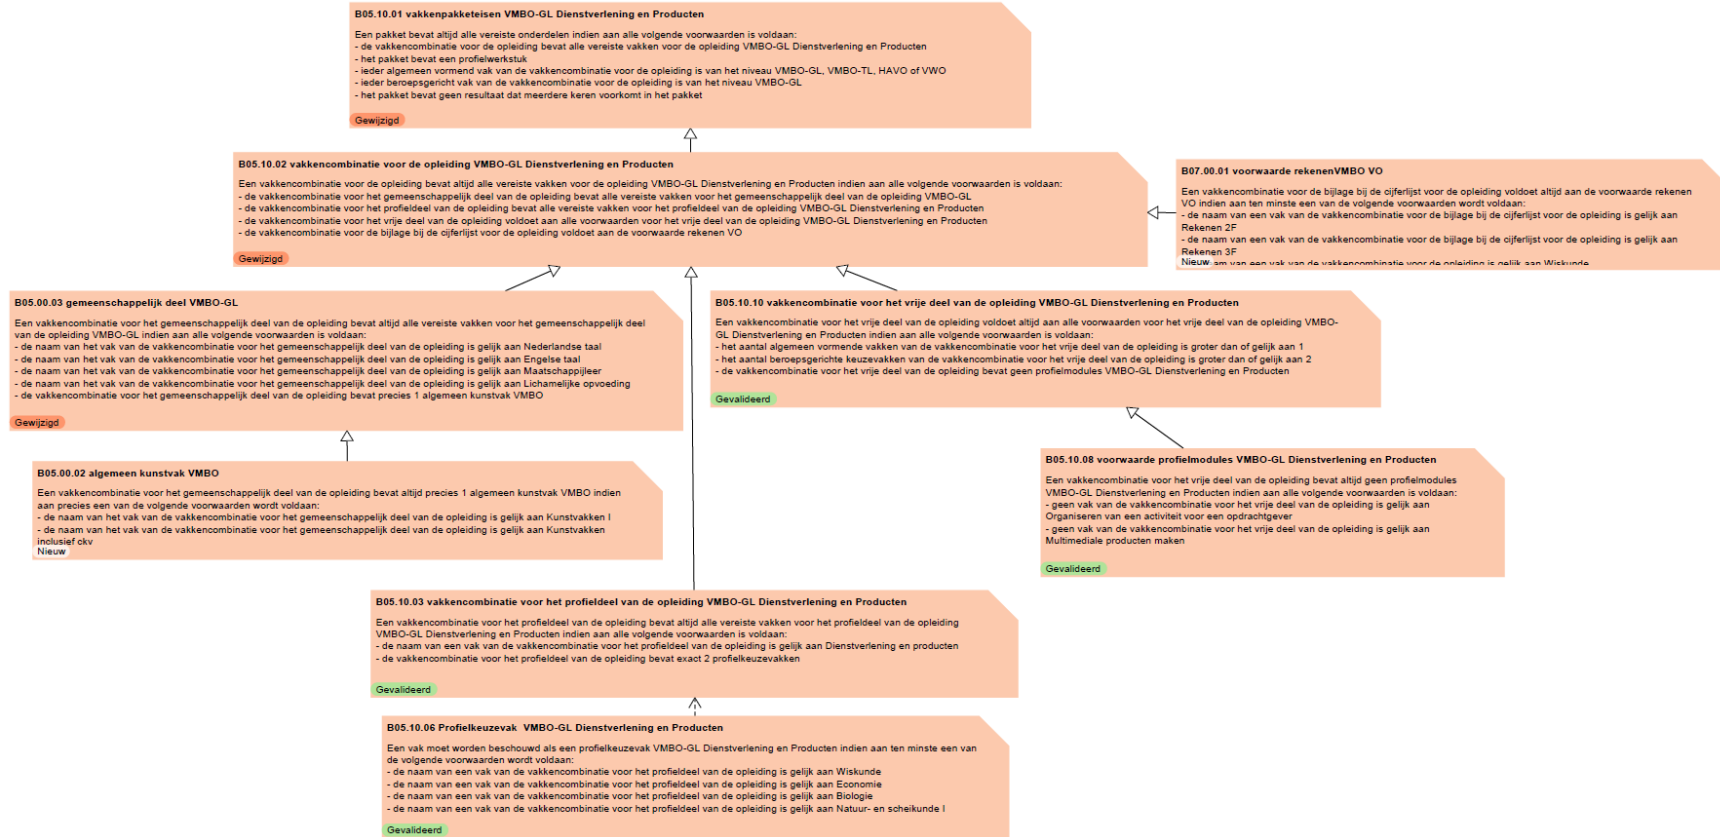 B05.10.01 vakkenpakketeisen VMBO-GL Dienstverlening en Producten
Een pakket bevat altijd alle vereiste onderdelen indien aan alle volgende voorwaarden is voldaan:
- de vakkencombinatie voor de opleiding bevat alle vereiste vakken voor de opleiding VMBO-GL Dienstverlening en Producten
- het pakket bevat een profielwerkstuk
- ieder algemeen vormend vak van de vakkencombinatie voor de opleiding is van het niveau VMBO-GL, VMBO-TL, HAVO of VWO
- ieder beroepsgericht vak van de vakkencombinatie voor de opleiding is van het niveau VMBO-GL
- het pakket bevat geen resultaat dat meerdere keren voorkomt in het pakket
Gewijzigd
B05.10.02 vakkencombinatie voor de opleiding VMBO-GL Dienstverlening en Producten
Een vakkencombinatie voor de opleiding bevat altijd alle vereiste vakken voor de opleiding VMBO-GL Dienstverlening en Producten indien aan alle volgende voorwaarden is voldaan:
- de vakkencombinatie voor het gemeenschappelijk deel van de opleiding bevat alle vereiste vakken voor het gemeenschappelijk deel van de opleiding VMBO-GL
- de vakkencombinatie voor het profieldeel van de opleiding bevat alle vereiste vakken voor het profieldeel van de opleiding VMBO-GL Dienstverlening en Producten
- de vakkencombinatie voor het vrije deel van de opleiding voldoet aan alle voorwaarden voor het vrije deel van de opleiding VMBO-GL Dienstverlening en Producten
- de vakkencombinatie voor de bijlage bij de cijferlijst voor de opleiding voldoet aan de voorwaarde rekenen VO
Gewijzigd
B07.00.01 voorwaarde rekenenVMBO VO
Een vakkencombinatie voor de bijlage bij de cijferlijst voor de opleiding voldoet altijd aan de voorwaarde rekenen
VO indien aan ten minste een van de volgende voorwaarden wordt voldaan:
- de naam van een vak van de vakkencombinatie voor de bijlage bij de cijferlijst voor de opleiding is gelijk aan
Rekenen 2F
- de naam van een vak van de vakkencombinatie voor de bijlage bij de cijferlijst voor de opleiding is gelijk aan
Rekenen 3F
Nieuw am van een vak van de vakkencombinatie voor de opleiding is gelijk aan Wiskunde
B05.00.03 gemeenschappelijk deel VMBO-GL
Een vakkencombinatie voor het gemeenschappelijk deel van de opleiding bevat altijd alle vereiste vakken voor het gemeenschappelijk deel
van de opleiding VMBO-GL indien aan alle volgende voorwaarden is voldaan:
- de naam van het vak van de vakkencombinatie voor het gemeenschappelijk deel van de opleiding is gelijk aan Nederlandse taal
- de naam van het vak van de vakkencombinatie voor het gemeenschappelijk deel van de opleiding is gelijk aan Engelse taal
- de naam van het vak van de vakkencombinatie voor het gemeenschappelijk deel van de opleiding is gelijk aan Maatschappijleer
- de naam van het vak van de vakkencombinatie voor het gemeenschappelijk deel van de opleiding is gelijk aan Lichamelijke opvoeding
- de vakkencombinatie voor het gemeenschappelijk deel van de opleiding bevat precies 1 algemeen kunstvak VMBO
Gewijzigd
B05.10.10 vakkencombinatie voor het vrije deel van de opleiding VMBO-GL Dienstverlening en Producten
Een vakkencombinatie voor het vrije deel van de opleiding voldoet altijd aan alle voorwaarden voor het vrije deel van de opleiding VMBO-
GL Dienstverlening en Producten indien aan alle volgende voorwaarden is voldaan:
- het aantal algemeen vormende vakken van de vakkencombinatie voor het vrije deel van de opleiding is groter dan of gelijk aan 1
- het aantal beroepsgerichte keuzevakken van de vakkencombinatie voor het vrije deel van de opleiding is groter dan of gelijk aan 2
- de vakkencombinatie voor het vrije deel van de opleiding bevat geen profielmodules VMBO-GL Dienstverlening en Producten
Gevalideerd
B05.00.02 algemeen kunstvak VMBO
Een vakkencombinatie voor het gemeenschappelijk deel van de opleiding bevat altijd precies 1 algemeen kunstvak VMBO indien
aan precies een van de volgende voorwaarden wordt voldaan:
- de naam van het vak van de vakkencombinatie voor het gemeenschappelijk deel van de opleiding is gelijk aan Kunstvakken I
- de naam van het vak van de vakkencombinatie voor het gemeenschappelijk deel van de opleiding is gelijk aan Kunstvakken
inclusief ckv
Nieuw
B05.10.08 voorwaarde profielmodules VMBO-GL Dienstverlening en Producten
Een vakkencombinatie voor het vrije deel van de opleiding bevat altijd geen profielmodules
VMBO-GL Dienstverlening en Producten indien aan alle volgende voorwaarden is voldaan:
- geen vak van de vakkencombinatie voor het vrije deel van de opleiding is gelijk aan
Organiseren van een activiteit voor een opdrachtgever
- geen vak van de vakkencombinatie voor het vrije deel van de opleiding is gelijk aan
Multimediale producten maken
Gevalideerd
B05.10.03 vakkencombinatie voor het profieldeel van de opleiding VMBO-GL Dienstverlening en Producten
Een vakkencombinatie voor het profieldeel van de opleiding bevat altijd alle vereiste vakken voor het profieldeel van de opleiding
VMBO-GL Dienstverlening en Producten indien aan alle volgende voorwaarden is voldaan:
- de naam van een vak van de vakkencombinatie voor het profieldeel van de opleiding is gelijk aan Dienstverlening en producten
- de vakkencombinatie voor het profieldeel van de opleiding bevat exact 2 profielkeuzevakken
Gevalideerd
B05.10.06 Profielkeuzevak VMBO-GL Dienstverlening en Producten
Een vak moet worden beschouwd als een profielkeuzevak VMBO-GL Dienstverlening en Producten indien aan ten minste een van
de volgende voorwaarden wordt voldaan:
- de naam van een vak van de vakkencombinatie voor het profieldeel van de opleiding is gelijk aan Wiskunde
- de naam van een vak van de vakkencombinatie voor het profieldeel van de opleiding is gelijk aan Economie
- de naam van een vak van de vakkencombinatie voor het profieldeel van de opleiding is gelijk aan Biologie
- de naam van een vak van de vakkencombinatie voor het profieldeel van de opleiding is gelijk aan Natuur- en scheikunde I
Gevalideerd